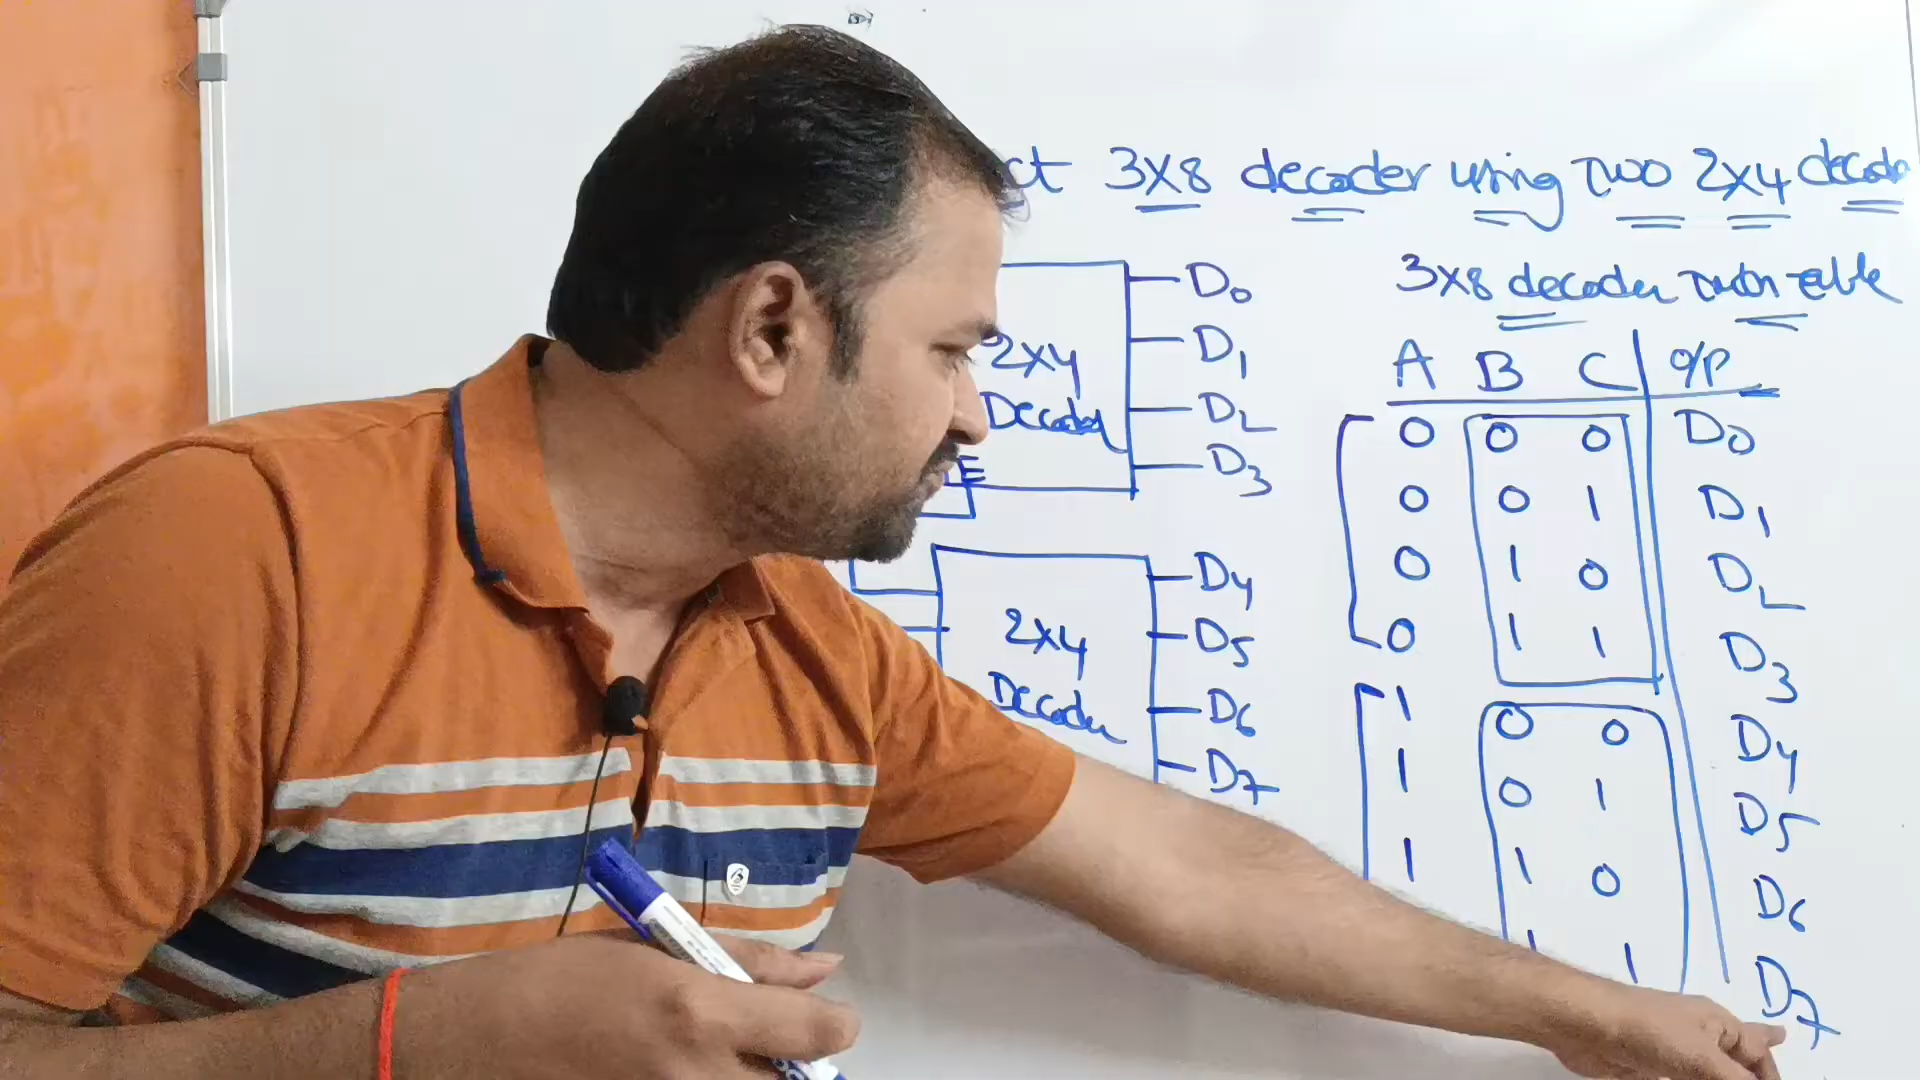 ct 3X8 decoder using two 2X4 decode
3X8 decoder truth table
2X4
Decoder
E
D0
D1
D2
D3
2X4
Decoder
D4
D5
D6
D7
A B C O/P
0 0 0 D0
0 0 1 D1
0 1 0 D2
0 1 1 D3
1 0 0 D4
1 0 1 D5
1 1 0 D6
1 1 D7